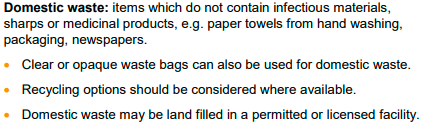 Domestic waste: items which do not contain infectious materials,
sharps or medicinal products, e.g. paper towels from hand washing,
packaging, newspapers.
• Clear or opaque waste bags can also be used for domestic waste.
• Recycling options should be considered where available.
• Domestic waste may be land filled in a permitted or licensed facility.